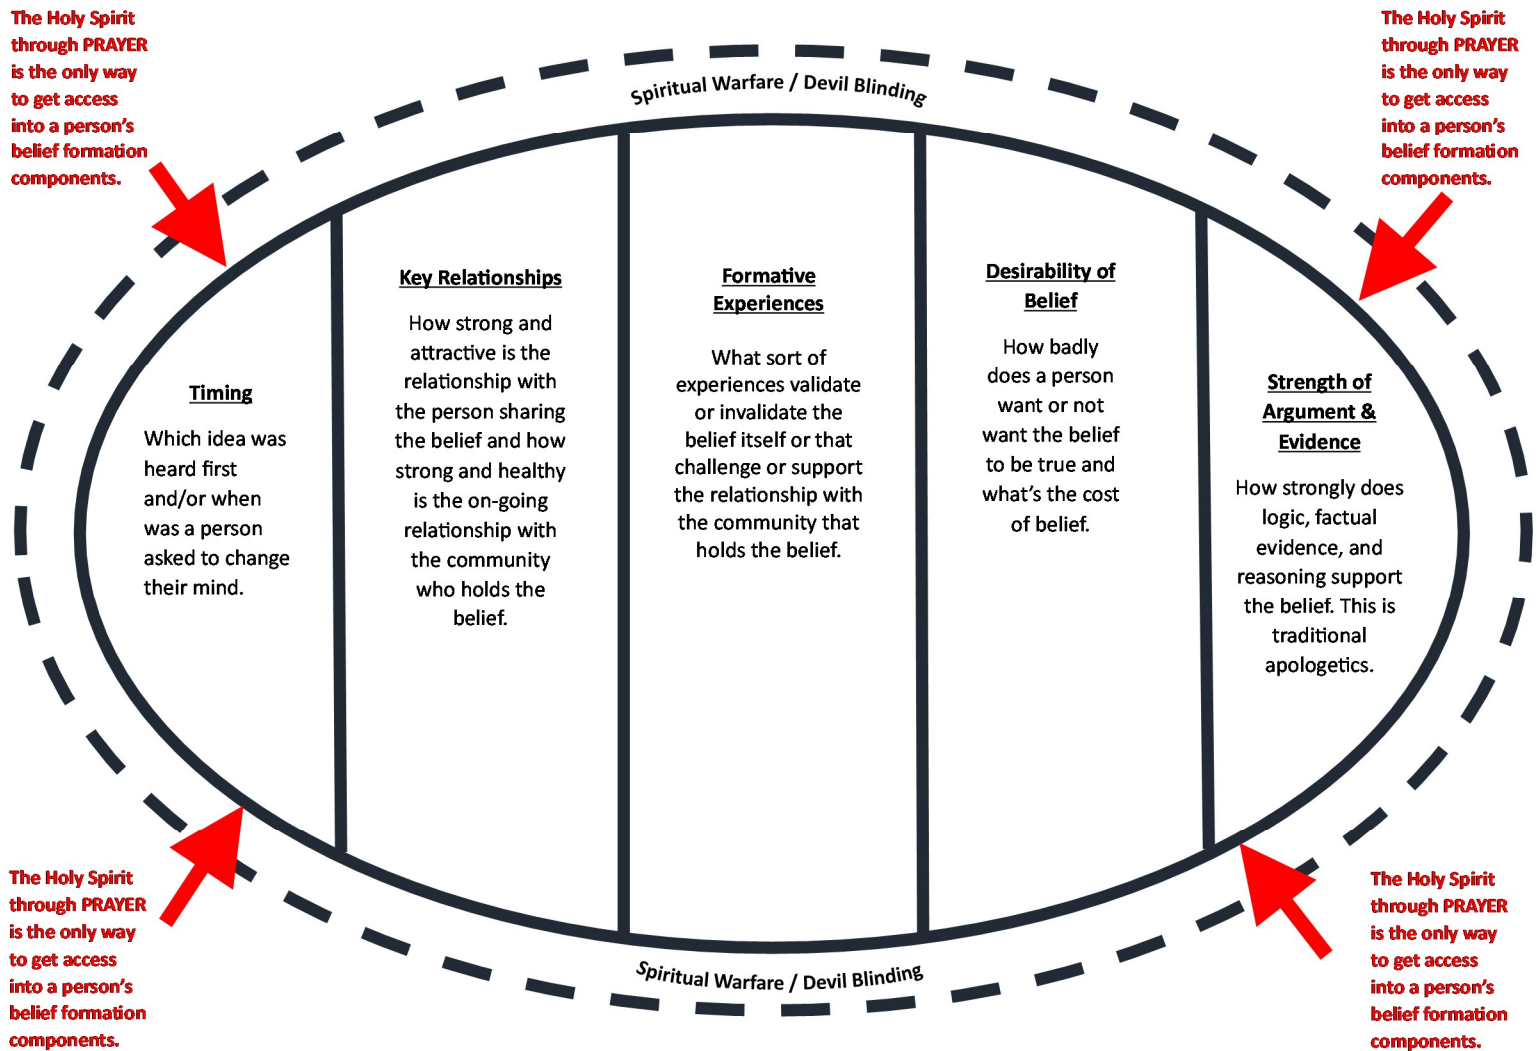 The Holy Spirit
through PRAYER
is the only way
to get access
into a person's
belief formation
components.
The Holy Spirit
through PRAYER
is the only way
to get access
into a person's
belief formation
components.
Spiritual Warfare / Devil Blinding
Timing
Which idea was
heard first
and/or when
was a person
asked to change
their mind.
Key Relationships
How strong and
attractive is the
relationship with
the person sharing
the belief and how
strong and healthy
is the on-going
relationship with
the community
who holds the
belief.
Formative
Experiences
What sort of
experiences validate
or invalidate the
belief itself or that
challenge or support
the relationship with
the community that
holds the belief.
Desirability of
Belief
How badly
does a person
want or not
want the belief
to be true and
what's the cost
of belief.
Strength of
Argument &
Evidence
How strongly does
logic, factual
evidence, and
reasoning support
the belief. This is
traditional
apologetics.
Spiritual Warfare / Devil Blinding
The Holy Spirit
through PRAYER
is the only way
to get access
into a person's
belief formation
components.
The Holy Spirit
through PRAYER
is the only way
to get access
into a person's
belief formation
components.